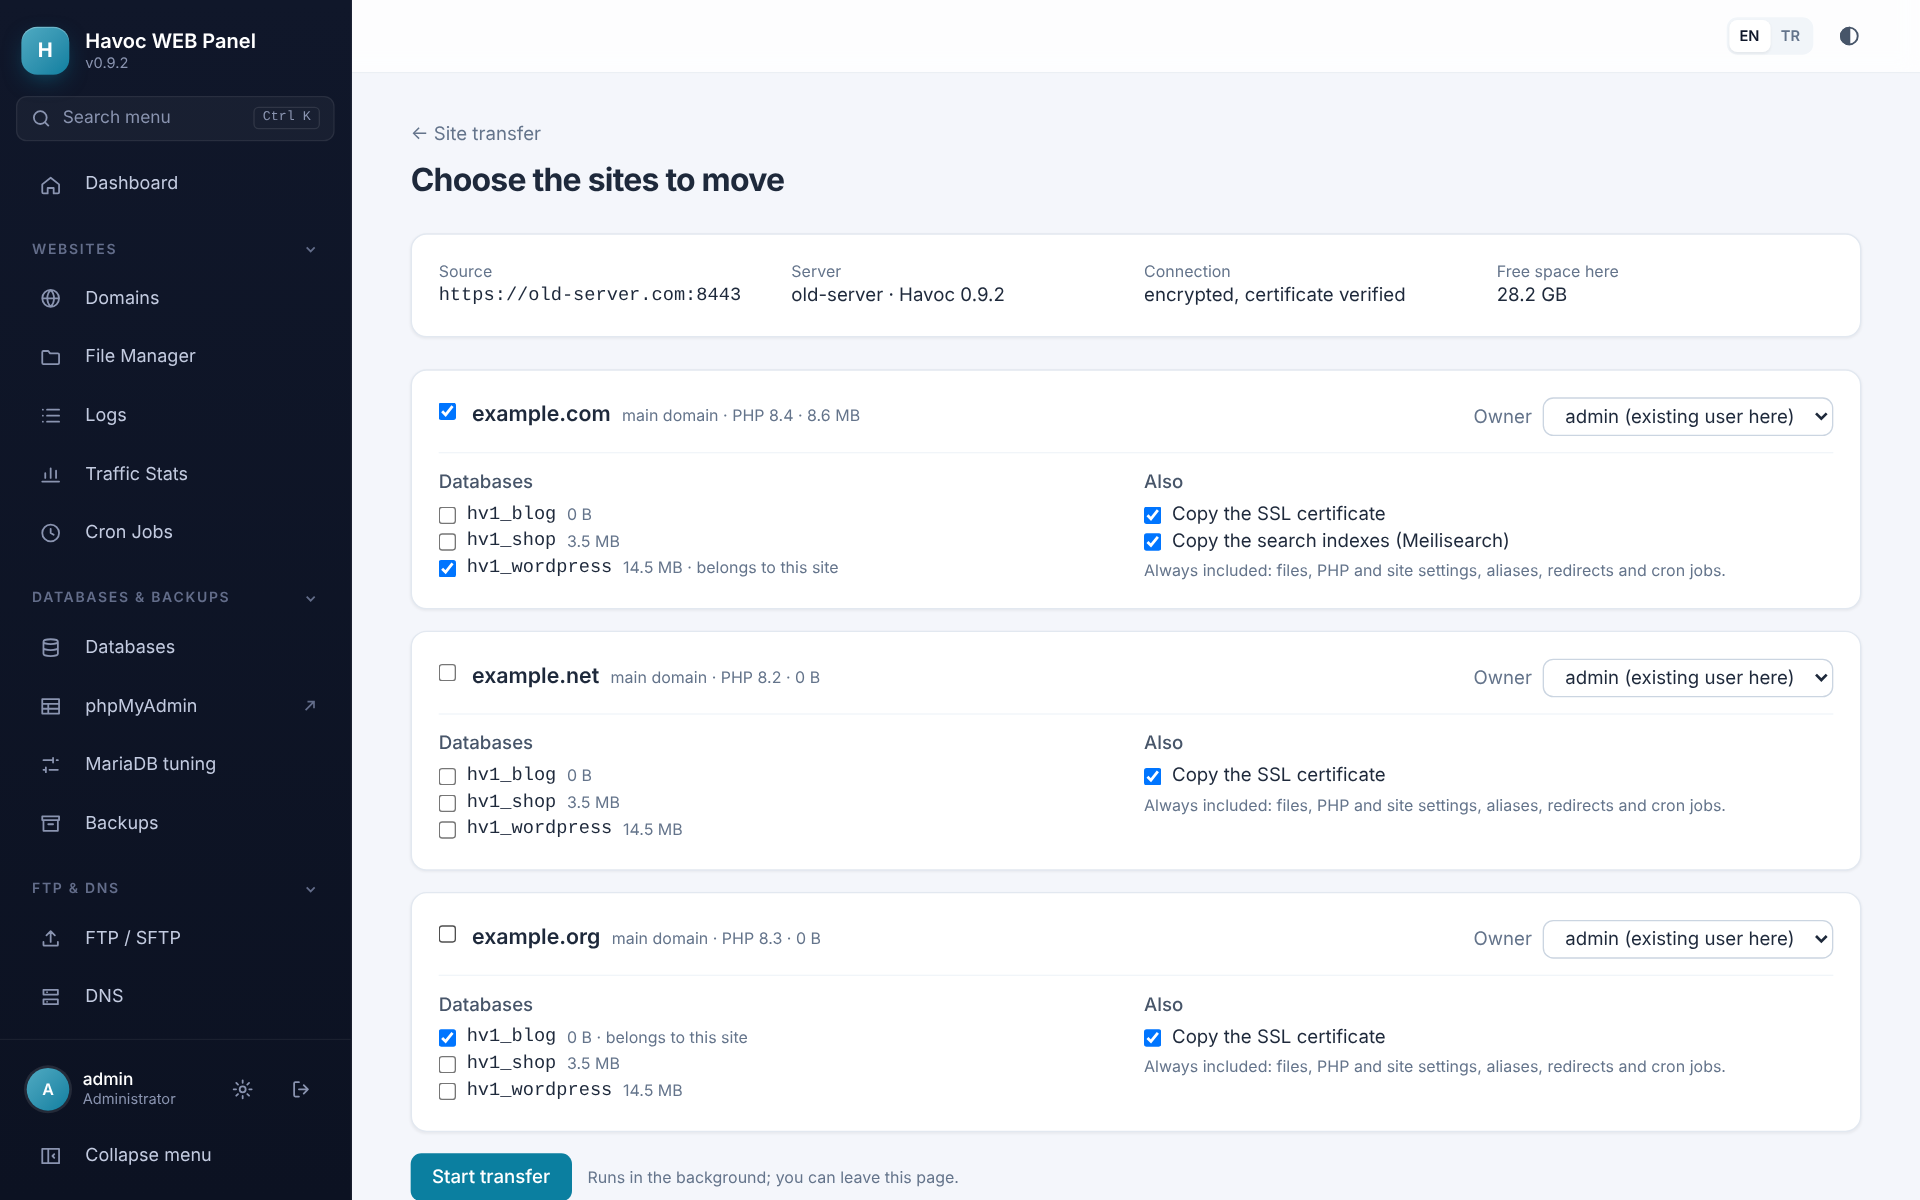 H
Havoc WEB Panel
v0.9.2
Search menu
Ctrl K
Dashboard
WEBSITES
Domains
File Manager
Logs
Traffic Stats
Cron Jobs
DATABASES & BACKUPS
Databases
phpMyAdmin
MariaDB tuning
Backups
FTP & DNS
FTP / SFTP
DNS
A
admin
Administrator
Collapse menu
EN TR
← Site transfer
Choose the sites to move
Source
https://old-server.com:8443
Server
old-server · Havoc 0.9.2
Connection
encrypted, certificate verified
Free space here
28.2 GB
example.com main domain · PHP 8.4 · 8.6 MB
Owner admin (existing user here)
Databases
hv1_blog 0 B
hv1_shop 3.5 MB
hv1_wordpress 14.5 MB · belongs to this site
Also
Copy the SSL certificate
Copy the search indexes (Meilisearch)
Always included: files, PHP and site settings, aliases, redirects and cron jobs.
example.net main domain · PHP 8.2 · 0 B
Owner admin (existing user here)
Databases
hv1_blog 0 B
hv1_shop 3.5 MB
hv1_wordpress 14.5 MB
Also
Copy the SSL certificate
Always included: files, PHP and site settings, aliases, redirects and cron jobs.
example.org main domain · PHP 8.3 · 0 B
Owner admin (existing user here)
Databases
hv1_blog 0 B · belongs to this site
hv1_shop 3.5 MB
hv1_wordpress 14.5 MB
Also
Copy the SSL certificate
Always included: files, PHP and site settings, aliases, redirects and cron jobs.
Start transfer
Runs in the background; you can leave this page.